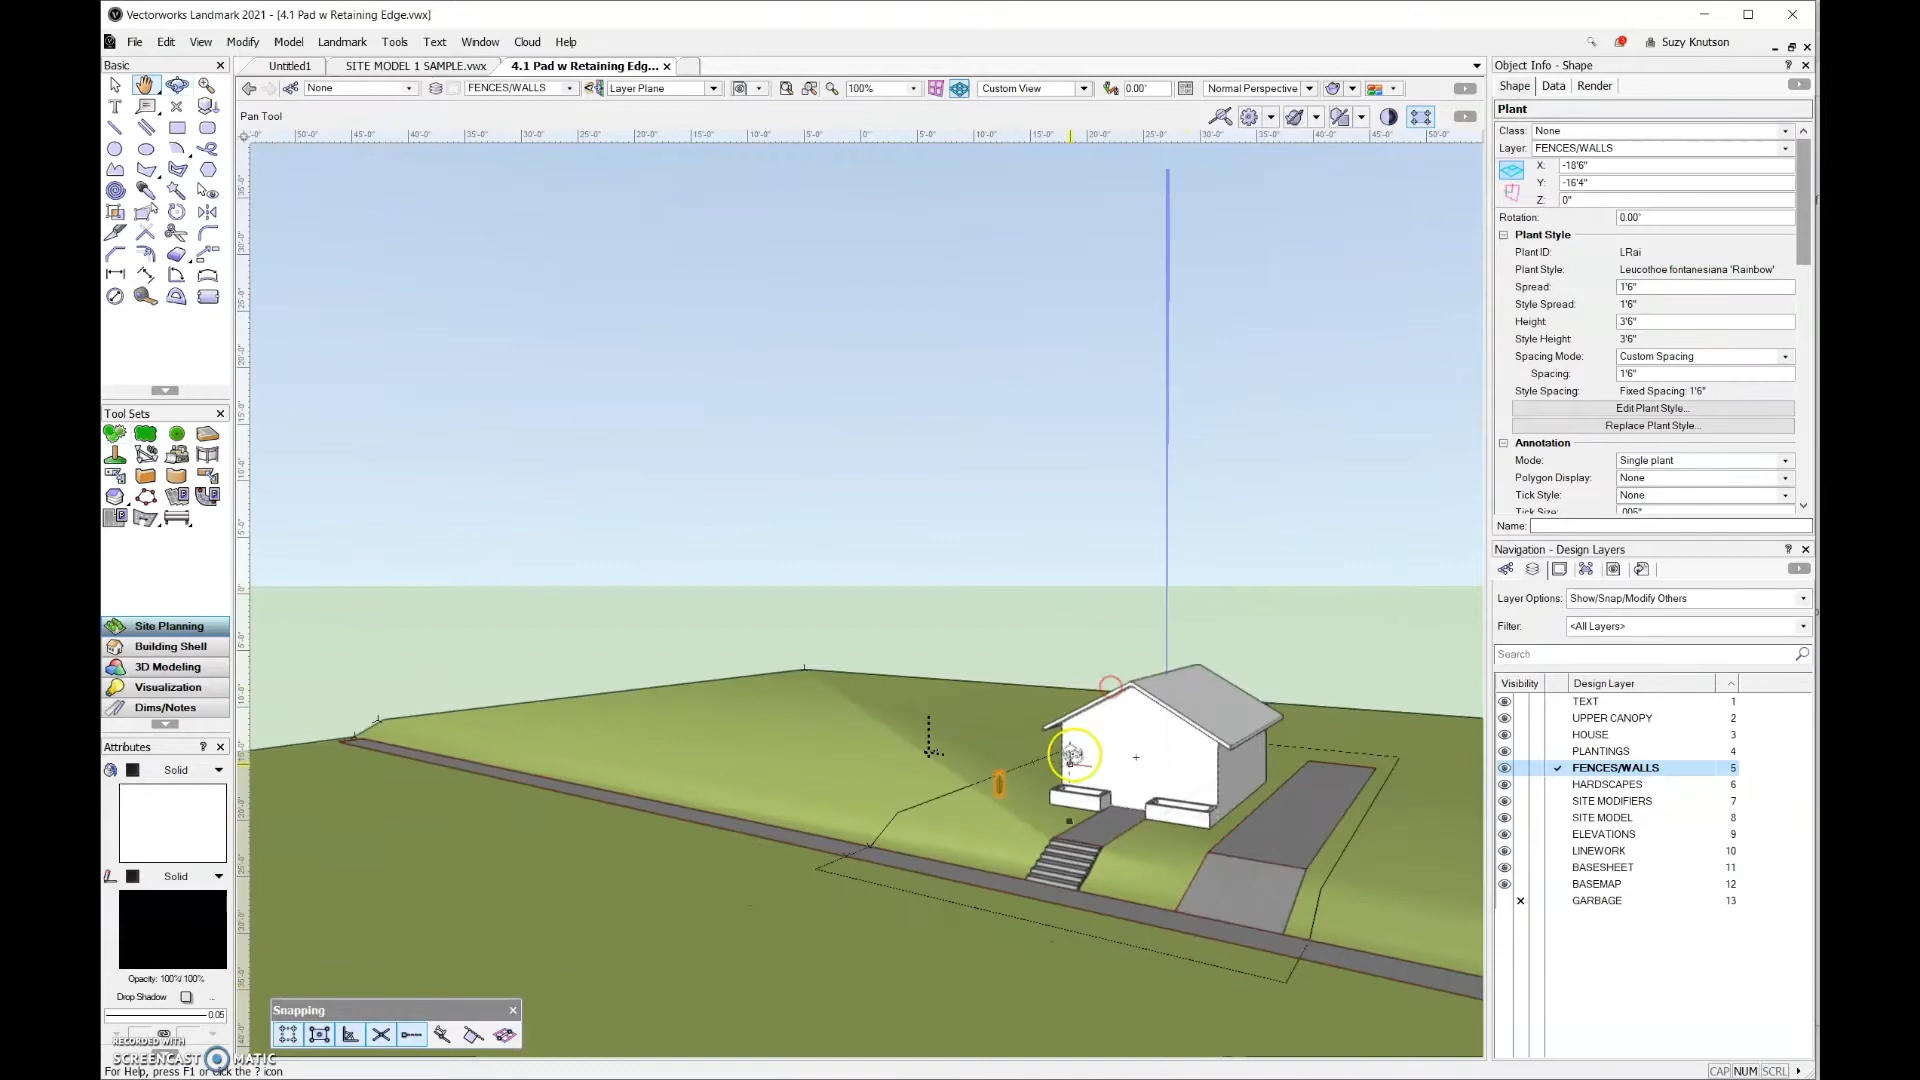 Vectorworks Landmark 2021 - [4.1 Pad w Retaining Edge.vwx]
File Edit View Modify Model Landmark Tools Text Window Cloud Help
Suzy Knutson
Basic
Untitled1 SITE MODEL 1 SAMPLE.vwx 4.1 Pad w Retaining Edg...
None FENCES/WALLS Layer Plane 100% Custom View 0.00° Normal Perspective
Pan Tool
Tool Sets
Site Planning
Building Shell
3D Modeling
Visualization
Dims/Notes
Attributes
Solid
Solid
Opacity: 100%/100%
Drop Shadow
0.05
RECORDED WITH
SCREENCAST MATIC
For Help, press F1 or click the ? icon
Snapping
Object Info - Shape
Shape Data Render
Plant
Class: None
Layer: FENCES/WALLS
X: -18'6"
Y: -16'4"
Z: 0"
Rotation: 0.00°
Plant Style
Plant ID: LRai
Plant Style: Leucothoe fontanesiana 'Rainbow'
Spread: 1'6"
Style Spread: 1'6"
Height: 3'6"
Style Height: 3'6"
Spacing Mode: Custom Spacing
Spacing: 1'6"
Style Spacing: Fixed Spacing: 1'6"
Edit Plant Style...
Replace Plant Style...
Annotation
Mode: Single plant
Polygon Display: None
Tick Style: None
Tick Size: .005"
Name:
Navigation - Design Layers
Layer Options: Show/Snap/Modify Others
Filter: <All Layers>
Search
Visibility Design Layer
TEXT 1
UPPER CANOPY 2
HOUSE 3
PLANTINGS 4
FENCES/WALLS 5
HARDSCAPES 6
SITE MODIFIERS 7
SITE MODEL 8
ELEVATIONS 9
LINEWORK 10
BASESHEET 11
BASEMAP 12
GARBAGE 13
CAP NUM SCRL